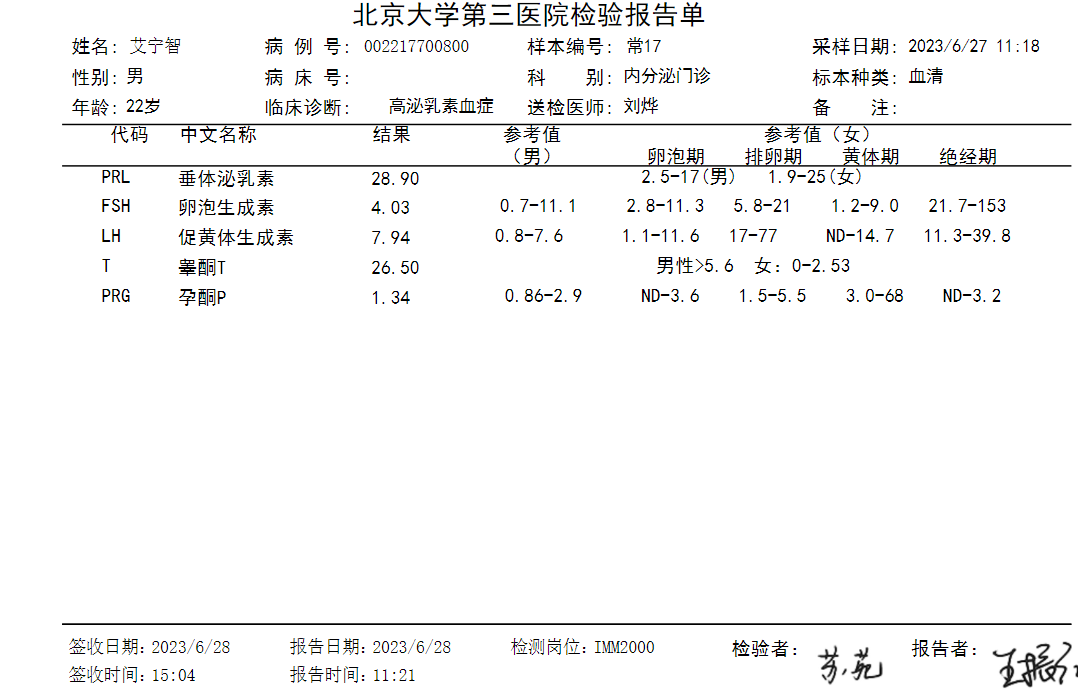 北京大学第三医院检验报告单
姓名: 艾宁智 病 例 号: 002217700800 样本编号: 常17 采样日期: 2023/6/27 11:18
性别: 男 病 床 号: 科 别: 内分泌门诊 标本种类: 血清
年龄: 22岁 临床诊断: 高泌乳素血症 送检医师: 刘烨 备 注:
代码 中文名称 结果 参考值 参考值（女）
（男） 卵泡期 排卵期 黄体期 绝经期
PRL 垂体泌乳素 28.90 2.5-17(男) 1.9-25(女)
FSH 卵泡生成素 4.03 0.7-11.1 2.8-11.3 5.8-21 1.2-9.0 21.7-153
LH 促黄体生成素 7.94 0.8-7.6 1.1-11.6 17-77 ND-14.7 11.3-39.8
T 睾酮T 26.50 男性>5.6 女: 0-2.53
PRG 孕酮P 1.34 0.86-2.9 ND-3.6 1.5-5.5 3.0-68 ND-3.2
签收日期: 2023/6/28 报告日期: 2023/6/28 检测岗位: IMM2000 检验者: 苏苑 报告者:
签收时间: 15:04 报告时间: 11:21